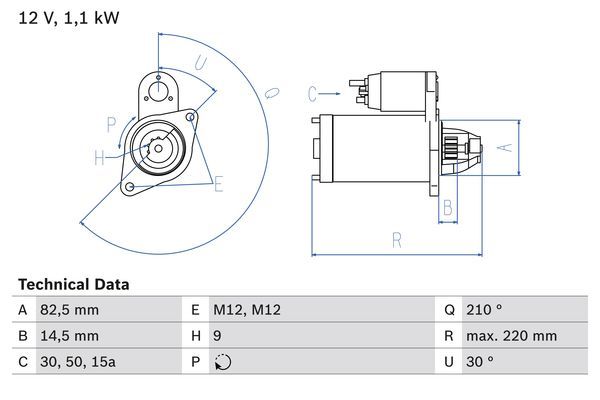 12 V, 1,1 kW
U
Q
P
H
E
C
A
B
R
Technical Data
A 82,5 mm E M12, M12 Q 210 °
B 14,5 mm H 9 R max. 220 mm
C 30, 50, 15a P U 30 °